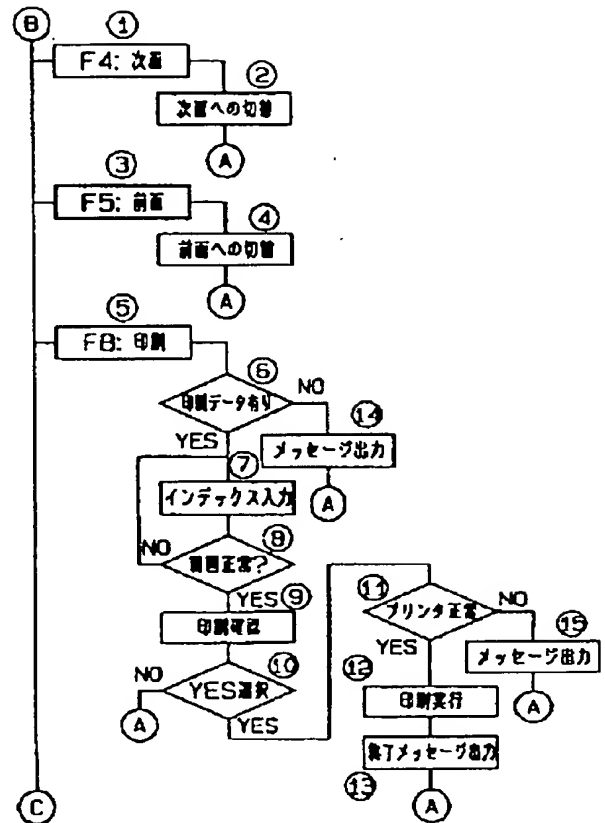 B
①
F4: 次画
②
次画への切替
A
③
F5: 前画
④
前画への切替
A
⑤
F8: 印刷
⑥
印刷データ有り
NO
YES
⑭
メッセージ出力
A
⑦
インデックス入力
⑧
範囲正常?
NO
YES
⑨
印刷確認
⑩
YES選択
NO
A
YES
⑪
プリンタ正常
NO
YES
⑮
メッセージ出力
A
⑫
印刷実行
終了メッセージ出力
⑬
A
C